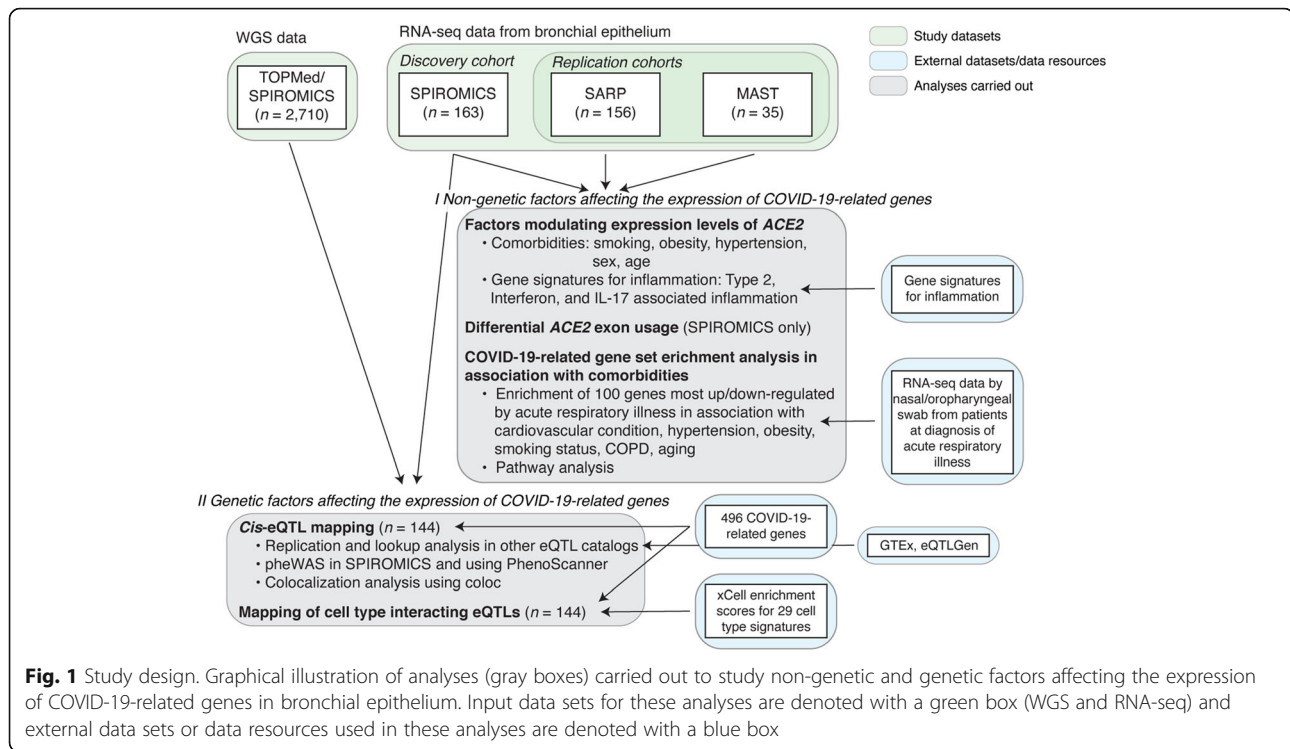 WGS data
RNA-seq data from bronchial epithelium
Discovery cohort
Replication cohorts
TOPMed/
SPIROMICS
(n = 2,710)
SPIROMICS
(n = 163)
SARP
(n = 156)
MAST
(n = 35)
Study datasets
External datasets/data resources
Analyses carried out
I Non-genetic factors affecting the expression of COVID-19-related genes
Factors modulating expression levels of ACE2
• Comorbidities: smoking, obesity, hypertension,
sex, age
• Gene signatures for inflammation: Type 2,
Interferon, and IL-17 associated inflammation
Differential ACE2 exon usage (SPIROMICS only)
COVID-19-related gene set enrichment analysis in
association with comorbidities
• Enrichment of 100 genes most up/down-regulated
by acute respiratory illness in association with
cardiovascular condition, hypertension, obesity,
smoking status, COPD, aging
• Pathway analysis
Gene signatures
for inflammation
RNA-seq data by
nasal/oropharyngeal
swab from patients
at diagnosis of
acute respiratory
illness
II Genetic factors affecting the expression of COVID-19-related genes
Cis-eQTL mapping (n = 144)
• Replication and lookup analysis in other eQTL catalogs
• pheWAS in SPIROMICS and using PhenoScanner
• Colocalization analysis using coloc
Mapping of cell type interacting eQTLs (n = 144)
496 COVID-19-
related genes
GTEx, eQTLGen
xCell enrichment
scores for 29 cell
type signatures
Fig. 1 Study design. Graphical illustration of analyses (gray boxes) carried out to study non-genetic and genetic factors affecting the expression
of COVID-19-related genes in bronchial epithelium. Input data sets for these analyses are denoted with a green box (WGS and RNA-seq) and
external data sets or data resources used in these analyses are denoted with a blue box